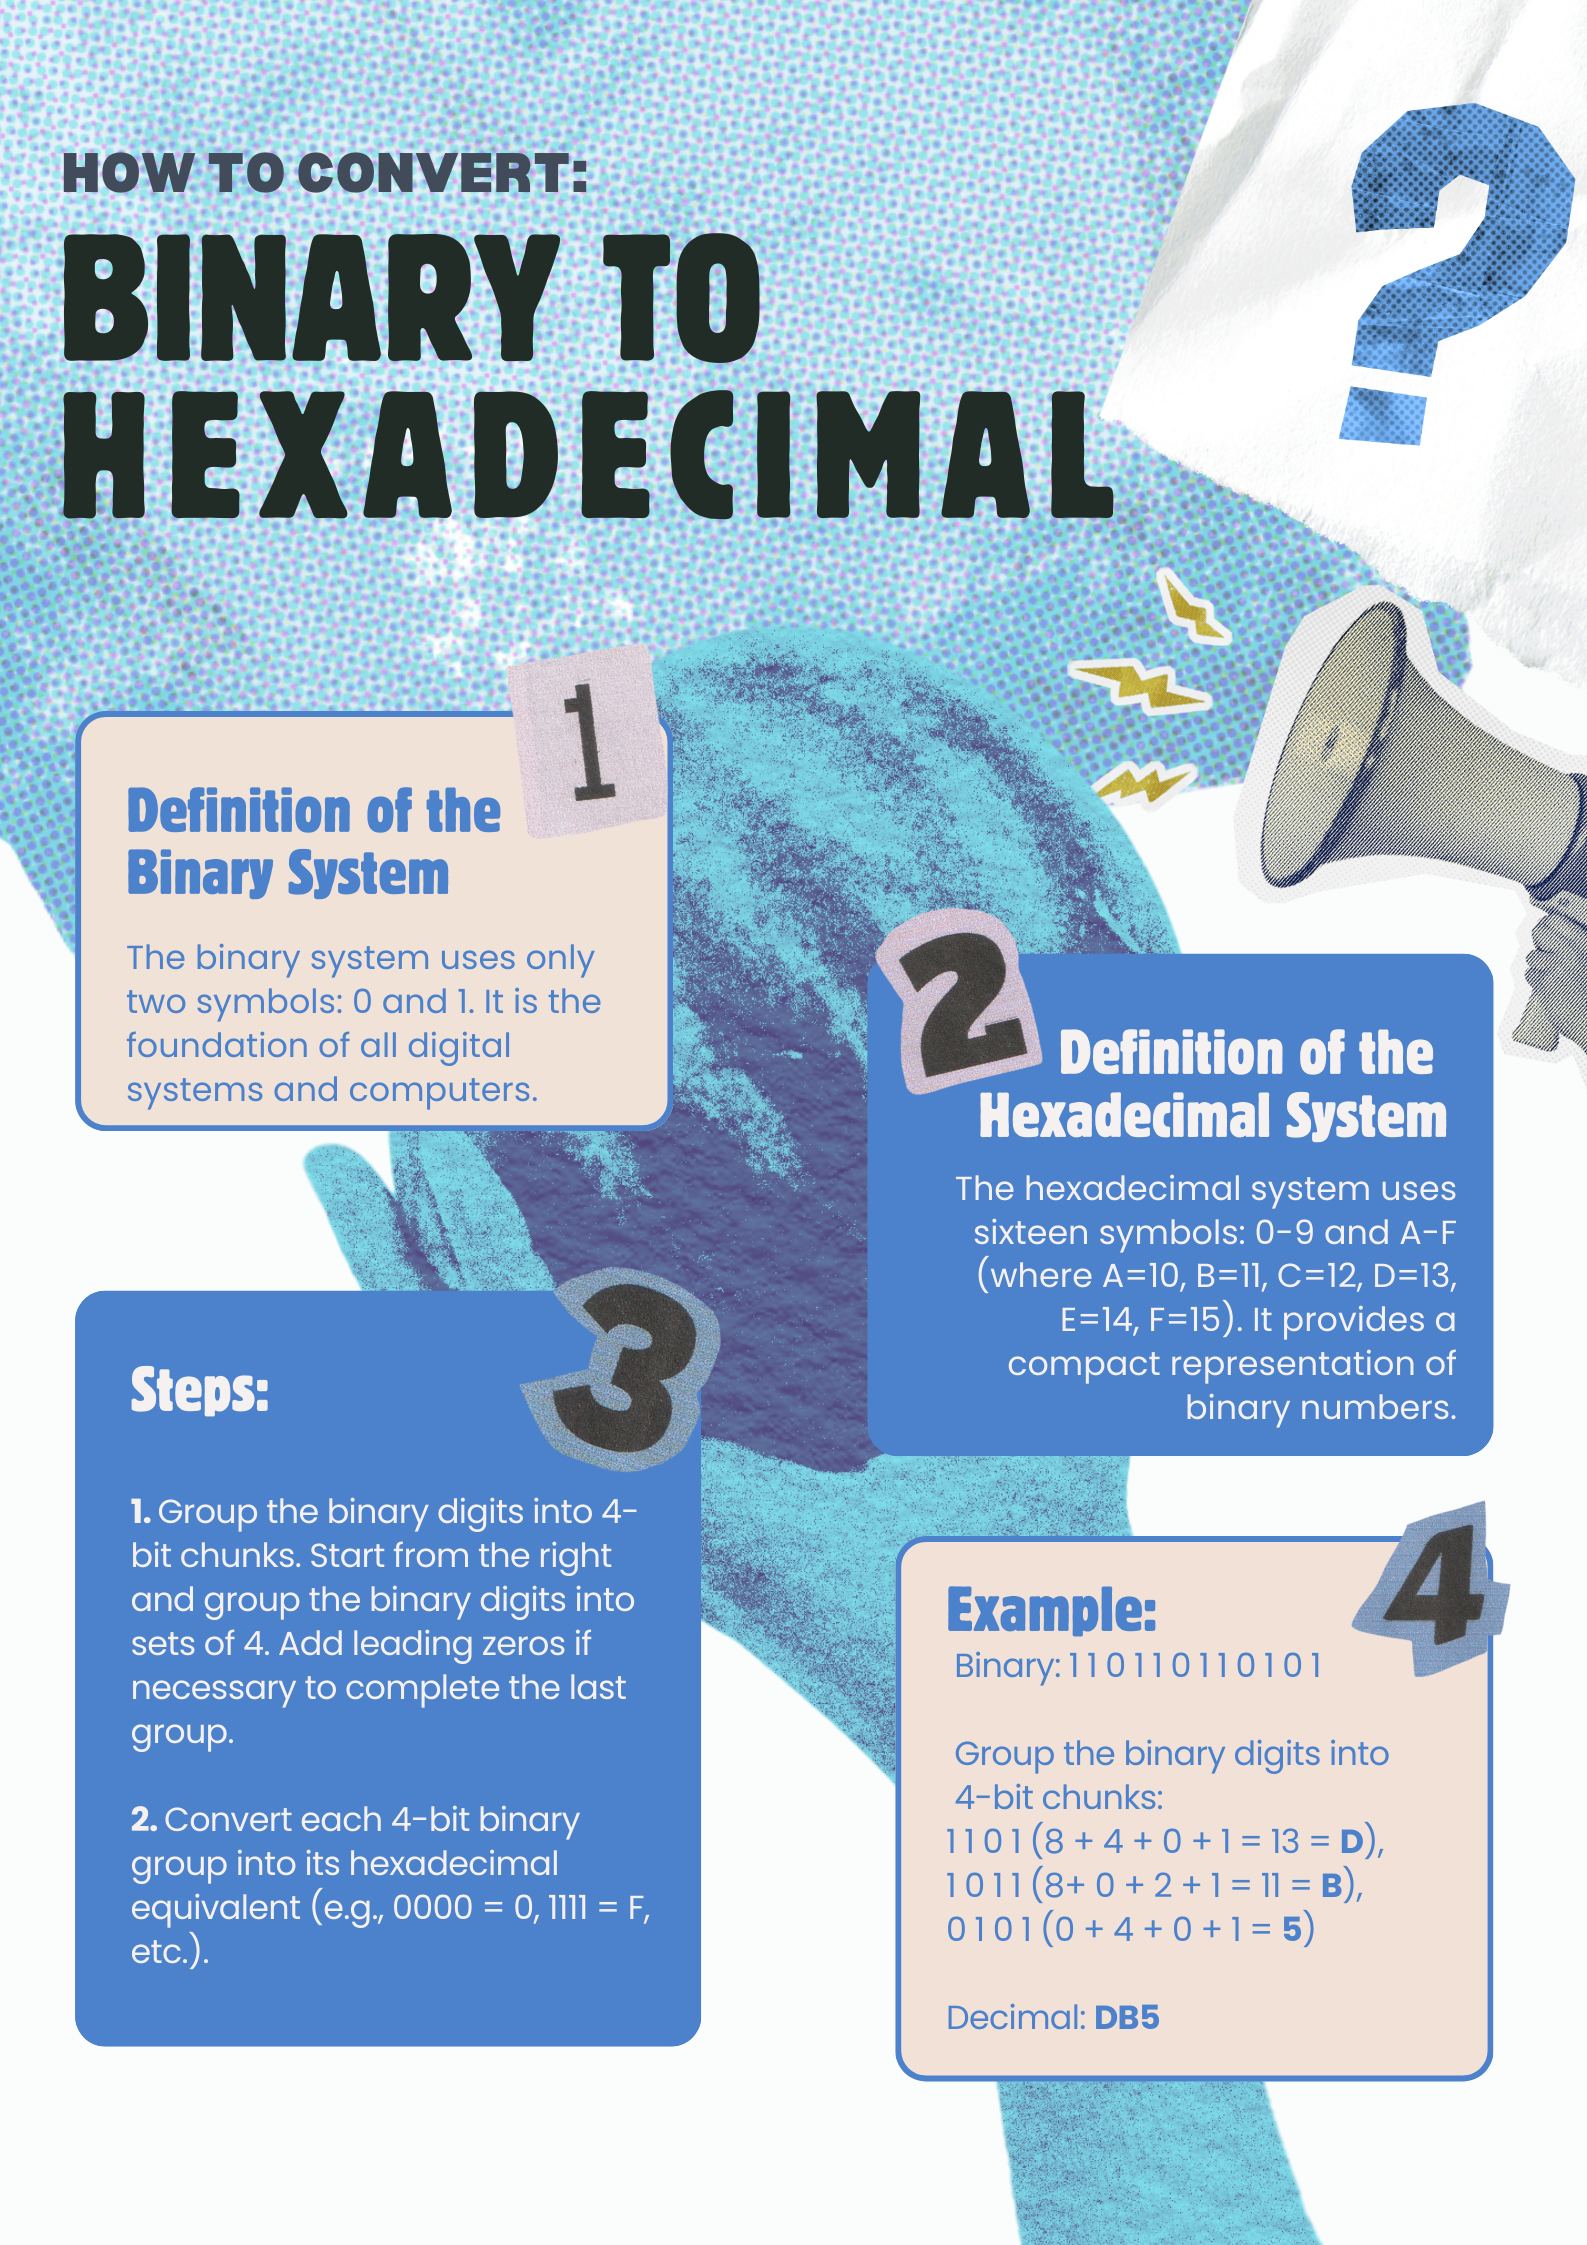 HOW TO CONVERT:
BINARY TO
HEXADECIMAL
?
1
Definition of the
Binary System
The binary system uses only
two symbols: 0 and 1. It is the
foundation of all digital
systems and computers.
2
Definition of the
Hexadecimal System
The hexadecimal system uses
sixteen symbols: 0-9 and A-F
(where A=10, B=11, C=12, D=13,
E=14, F=15). It provides a
compact representation of
binary numbers.
3
Steps:
1. Group the binary digits into 4-
bit chunks. Start from the right
and group the binary digits into
sets of 4. Add leading zeros if
necessary to complete the last
group.
2. Convert each 4-bit binary
group into its hexadecimal
equivalent (e.g., 0000 = 0, 1111 = F,
etc.).
4
Example:
Binary: 1 1 0 1 1 0 1 1 0 1 0 1
Group the binary digits into
4-bit chunks:
1 1 0 1 (8 + 4 + 0 + 1 = 13 = D),
1 0 1 1 (8+ 0 + 2 + 1 = 11 = B),
0 1 0 1 (0 + 4 + 0 + 1 = 5)
Decimal: DB5